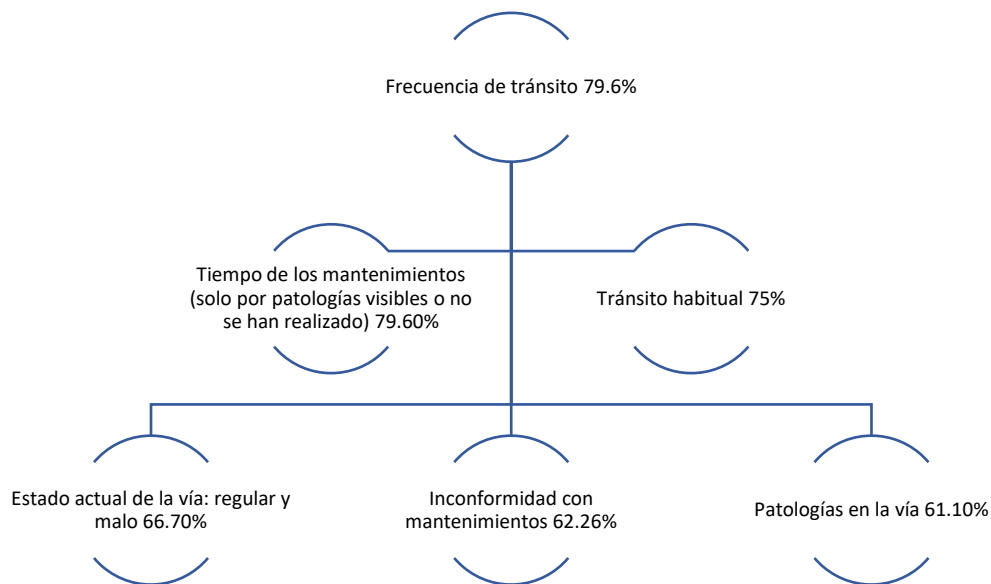 Frecuencia de tránsito 79.6%
Tiempo de los mantenimientos
(solo por patologías visibles o no
se han realizado) 79.60%
Tránsito habitual 75%
Estado actual de la vía: regular y
malo 66.70%
Inconformidad con
mantenimientos 62.26%
Patologías en la vía 61.10%